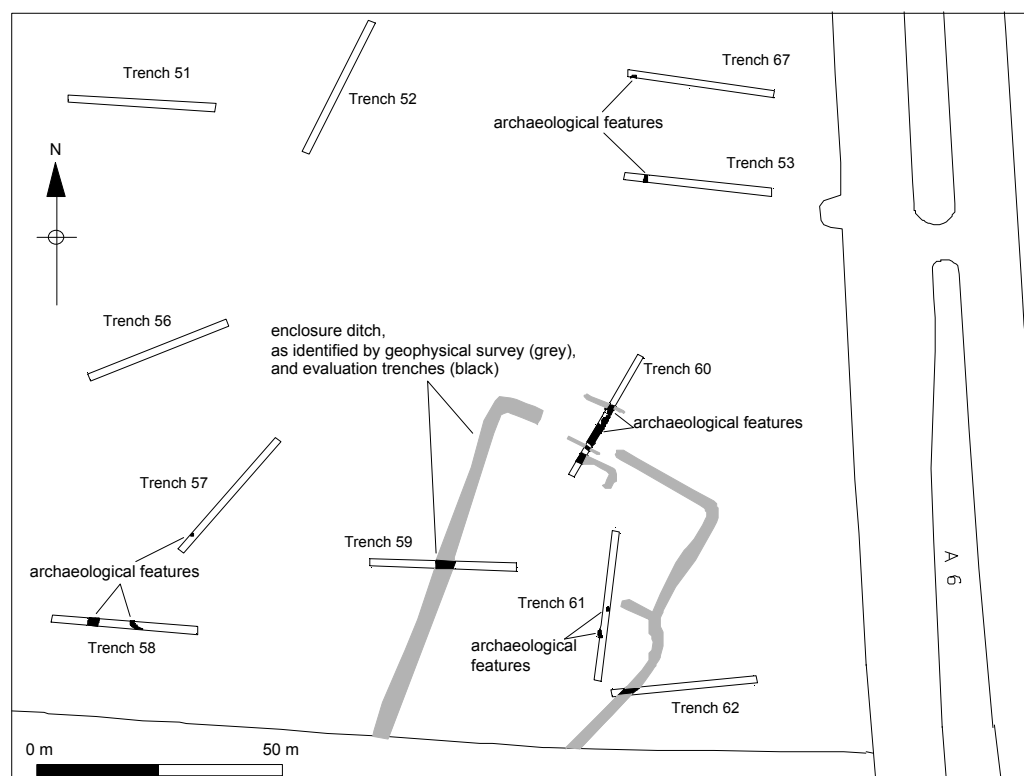 Trench 51
Trench 52
Trench 67
archaeological features
Trench 53
N
Trench 56
enclosure ditch,
as identified by geophysical survey (grey),
and evaluation trenches (black)
Trench 60
archaeological features
Trench 57
Trench 59
archaeological features
A 6
Trench 61
archaeological
features
Trench 58
Trench 62
0 m
50 m